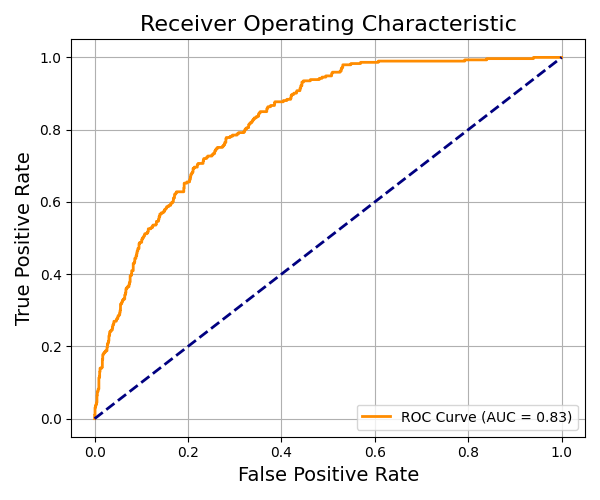 Receiver Operating Characteristic
True Positive Rate
1.0
0.8
0.6
0.4
0.2
0.0
ROC Curve (AUC = 0.83)
0.0 0.2 0.4 0.6 0.8 1.0
False Positive Rate